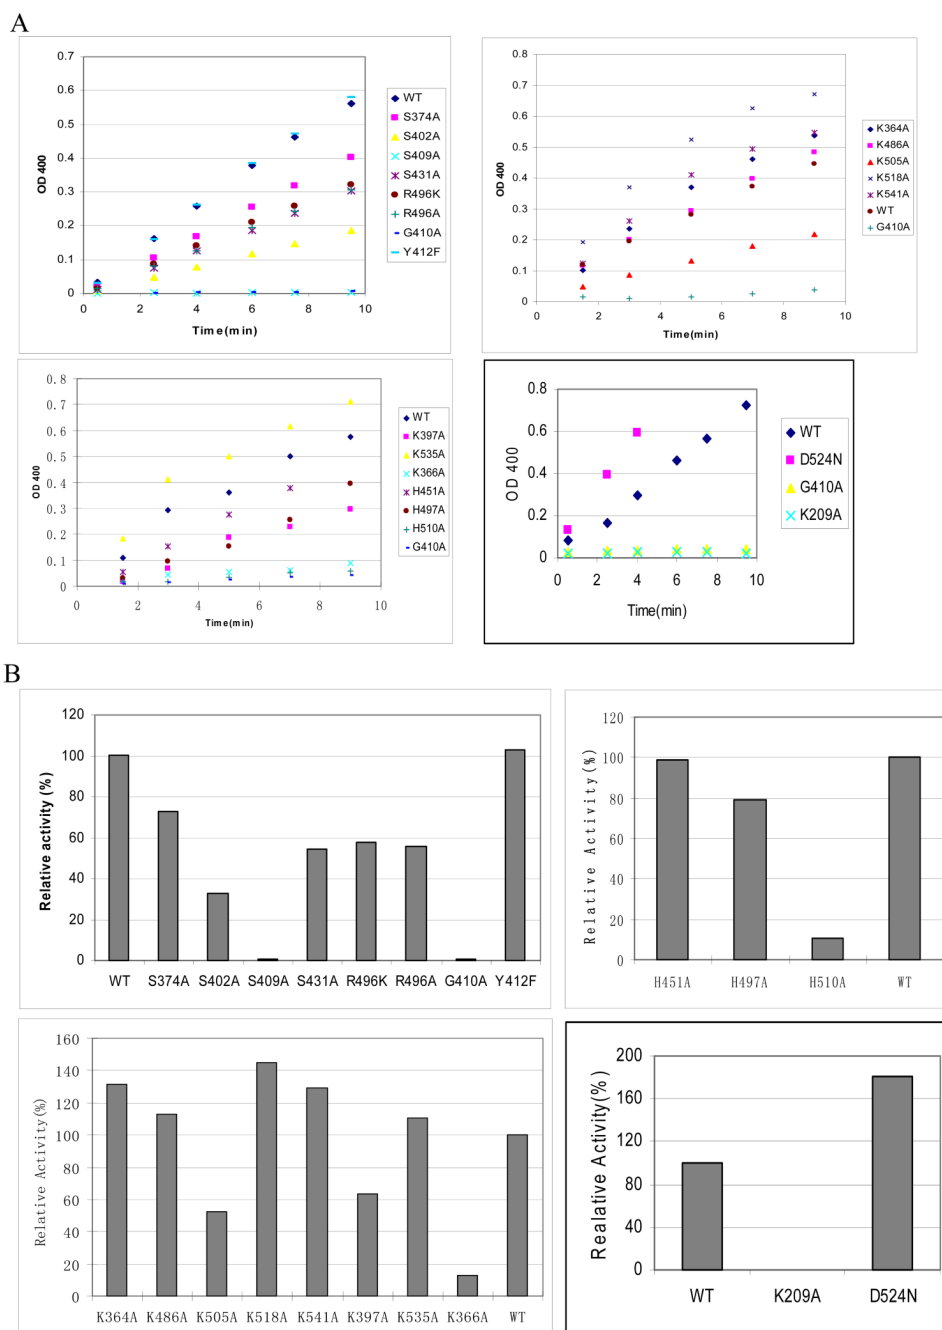 A
0.7
0.6
0.5
0.4
0.3
0.2
0.1
0
OD 400
0 2 4 6 8 10
Time(min)
WT
S374A
S402A
S409A
S431A
R496K
R496A
G410A
Y412F
0.8
0.7
0.6
0.5
0.4
0.3
0.2
0.1
0
OD 400
0 2 4 6 8 10
Time(min)
K364A
K486A
K505A
K518A
K541A
WT
G410A
0.8
0.7
0.6
0.5
0.4
0.3
0.2
0.1
0
OD 400
0 2 4 6 8 10
Time(min)
WT
K397A
K535A
K366A
H451A
H497A
H510A
G410A
0.8
0.6
0.4
0.2
0
OD 400
0 2 4 6 8 10
Time(min)
WT
D524N
G410A
K209A
B
120
100
80
60
40
20
0
Relative activity (%)
WT S374A S402A S409A S431A R496K R496A G410A Y412F
120
100
80
60
40
20
0
Relative Activity(%)
H451A H497A H510A WT
160
140
120
100
80
60
40
20
0
Relative Activity(%)
K364A K486A K505A K518A K541A K397A K535A K366A WT
200
160
120
80
40
0
Realative Activity(%)
WT K209A D524N